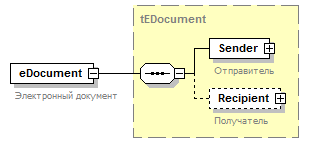 tEDocument
Sender
Отправитель
eDocument
Электронный документ
Recipient
Получатель